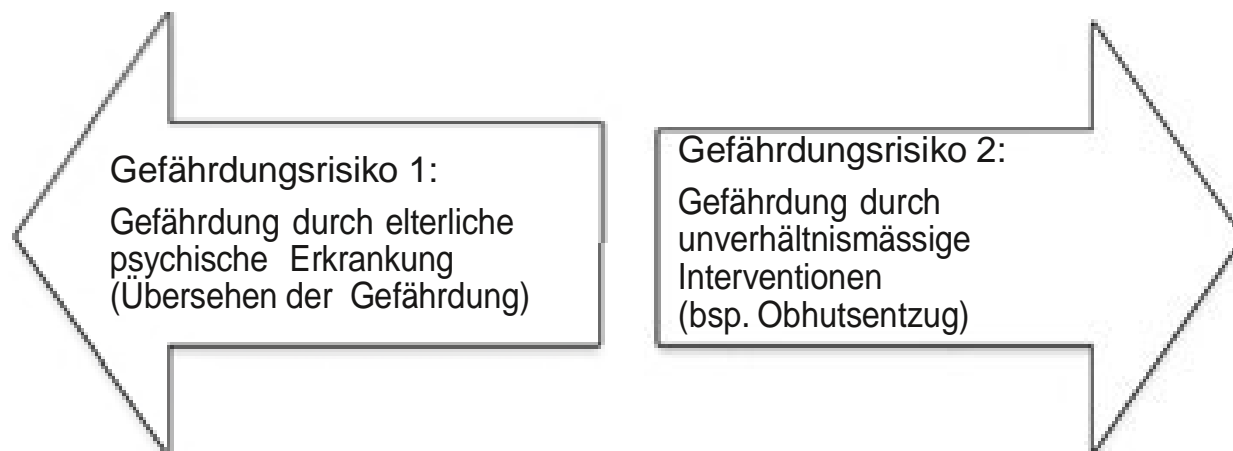 Gefährdungsrisiko 1:
Gefährdung durch elterliche
psychische Erkrankung
(Übersehen der Gefährdung)
Gefährdungsrisiko 2:
Gefährdung durch
unverhältnismässige
Interventionen
(bsp. Obhutsentzug)